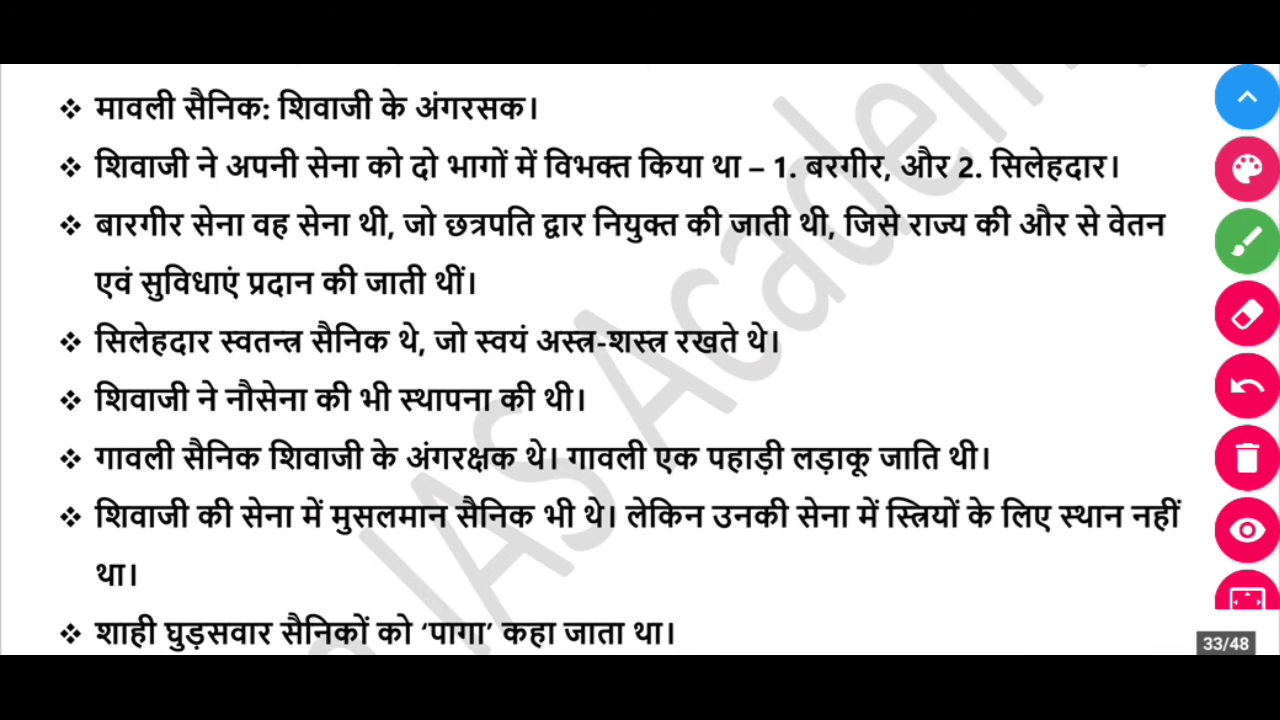 ❖ मावली सैनिक: शिवाजी के अंगरसक।
❖ शिवाजी ने अपनी सेना को दो भागों में विभक्त किया था – 1. बरगीर, और 2. सिलेहदार।
❖ बारगीर सेना वह सेना थी, जो छत्रपति द्वार नियुक्त की जाती थी, जिसे राज्य की और से वेतन
एवं सुविधाएं प्रदान की जाती थीं।
❖ सिलेहदार स्वतन्त्र सैनिक थे, जो स्वयं अस्त्र-शस्त्र रखते थे।
❖ शिवाजी ने नौसेना की भी स्थापना की थी।
❖ गावली सैनिक शिवाजी के अंगरक्षक थे। गावली एक पहाड़ी लड़ाकू जाति थी।
❖ शिवाजी की सेना में मुसलमान सैनिक भी थे। लेकिन उनकी सेना में स्त्रियों के लिए स्थान नहीं
था।
❖ शाही घुड़सवार सैनिकों को ‘पागा’ कहा जाता था।
33/48
IAS Academy